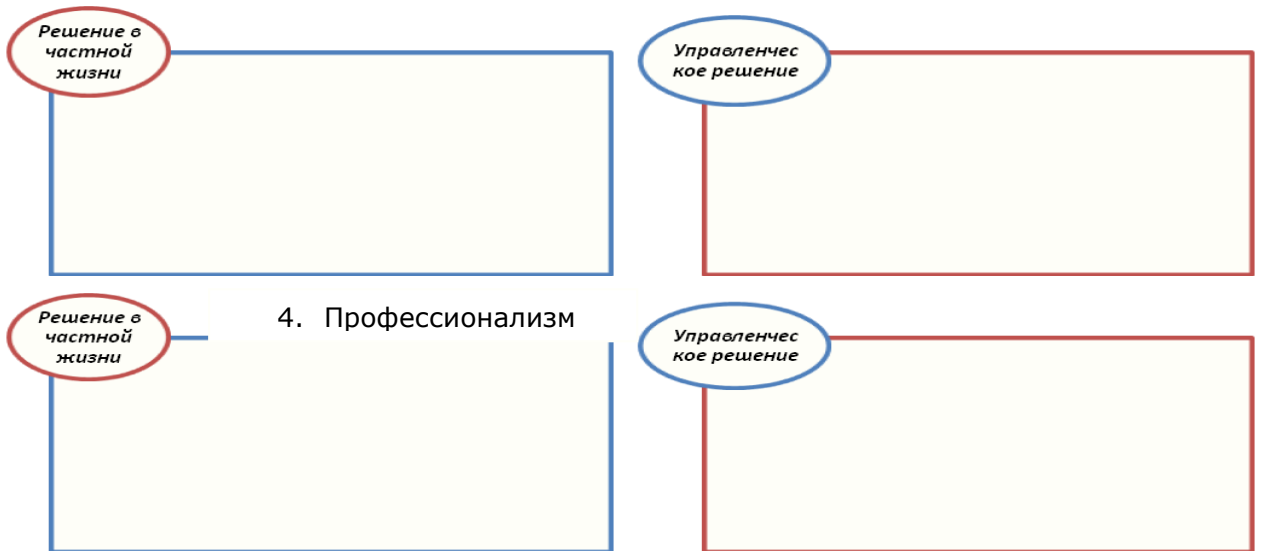 Решение в
частной
жизни
Управленчес
кое решение
4. Профессионализм
Решение в
частной
жизни
Управленчес
кое решение